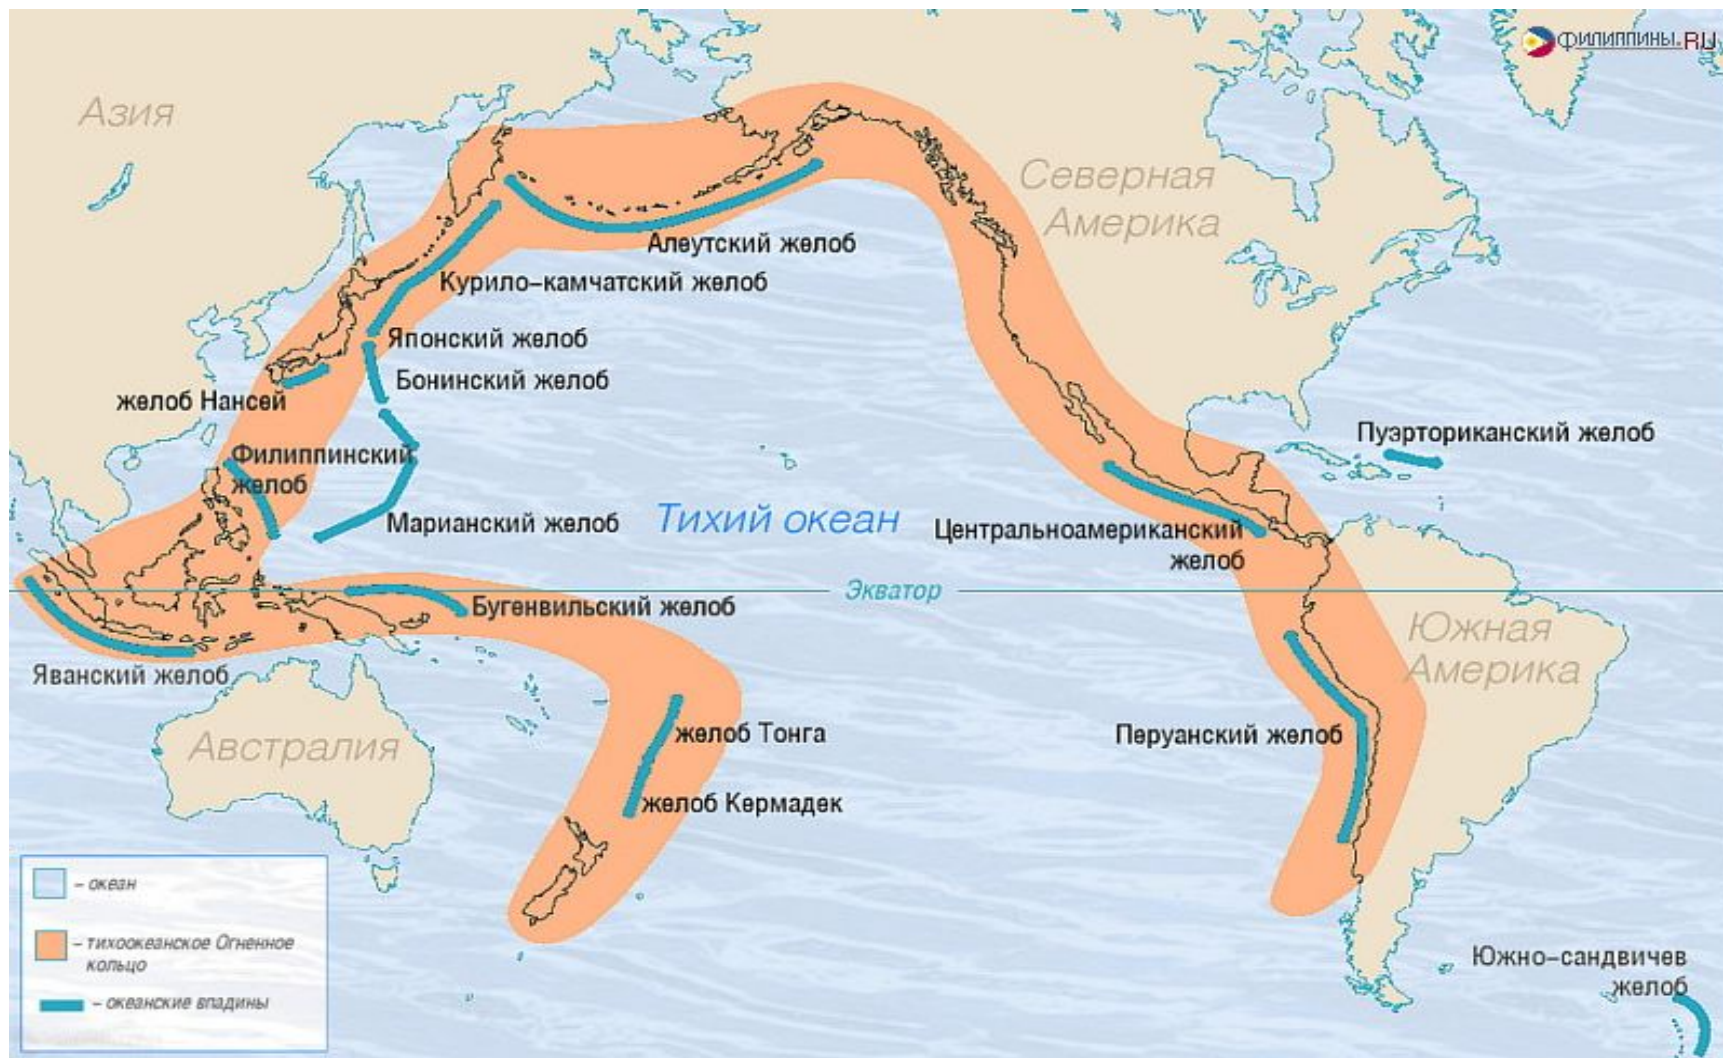 ФИЛИППИНЫ.RU
Азия
Северная
Америка
Алеутский желоб
Курило-камчатский желоб
Японский желоб
Бонинский желоб
желоб Нансей
Пуэрториканский желоб
Филиппинский
желоб
Марианский желоб
Тихий океан
Центральноамериканский
желоб
Экватор
Бугенвильский желоб
Южная
Америка
Яванский желоб
Австралия
желоб Тонга
Перуанский желоб
желоб Кермадек
– океан
– тихоокеанское Огненное
кольцо
– океанские впадины
Южно-сандвичев
желоб